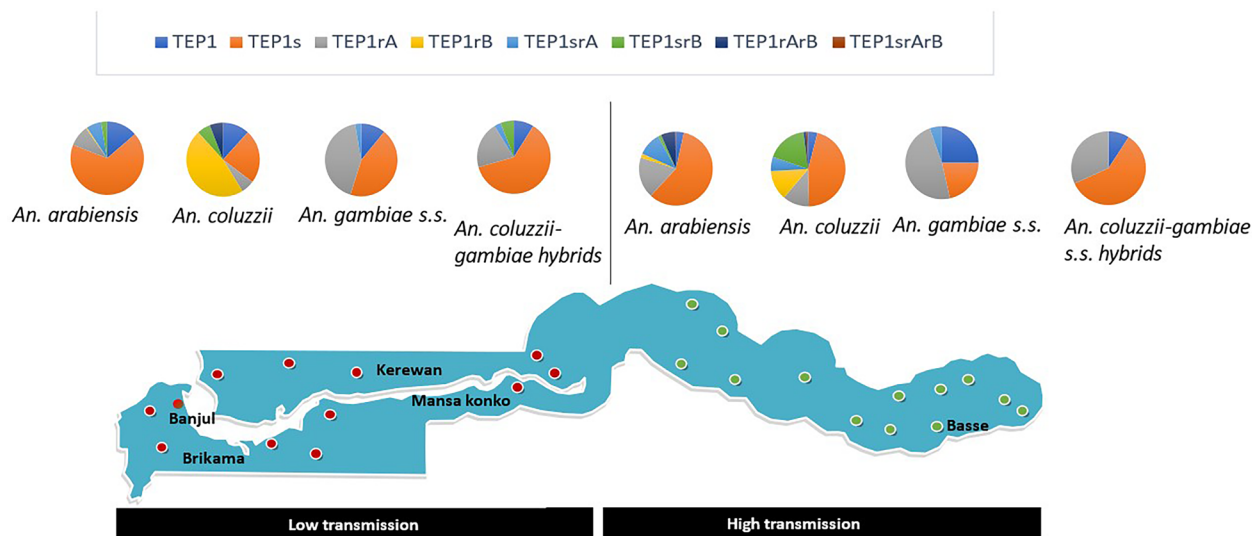 TEP1 TEP1s TEP1rA TEP1rB TEP1srA TEP1srB TEP1rArB TEP1srArB
An. arabiensis
An. coluzzii
An. gambiae s.s.
An. coluzzii-
gambiae hybrids
An. arabiensis
An. coluzzii
An. gambiae s.s.
An. coluzzii-gambiae
s.s. hybrids
Kerewan
Mansa konko
Banjul
Brikama
Basse
Low transmission
High transmission